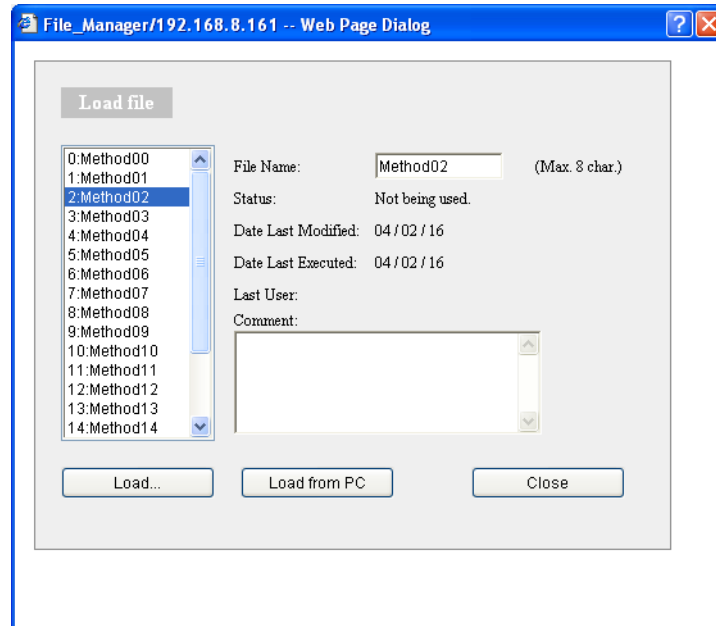 File_Manager/192.168.8.161 -- Web Page Dialog
Load file
0:Method00
1:Method01
2:Method02
3:Method03
4:Method04
5:Method05
6:Method06
7:Method07
8:Method08
9:Method09
10:Method10
11:Method11
12:Method12
13:Method13
14:Method14
File Name: Method02 (Max. 8 char.)
Status: Not being used.
Date Last Modified: 04 / 02 / 16
Date Last Executed: 04 / 02 / 16
Last User:
Comment:
Load... Load from PC Close